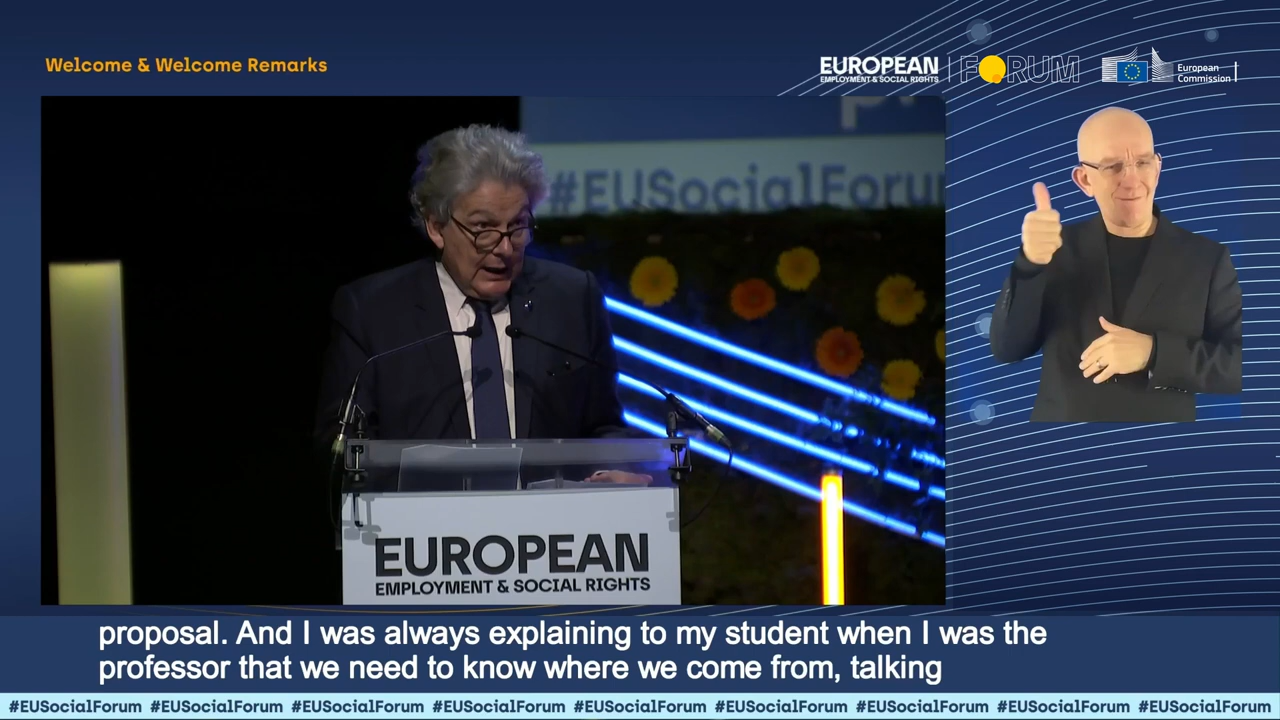 Welcome & Welcome Remarks
EUROPEAN
EMPLOYMENT & SOCIAL RIGHTS
FORUM
European
Commission
#EUSocialForu
EUROPEAN
EMPLOYMENT & SOCIAL RIGHTS
proposal. And I was always explaining to my student when I was the
professor that we need to know where we come from, talking
#EUSocialForum #EUSocialForum #EUSocialForum #EUSocialForum #EUSocialForum #EUSocialForum #EUSocialForum #EUSocialForum #EUSocialForum